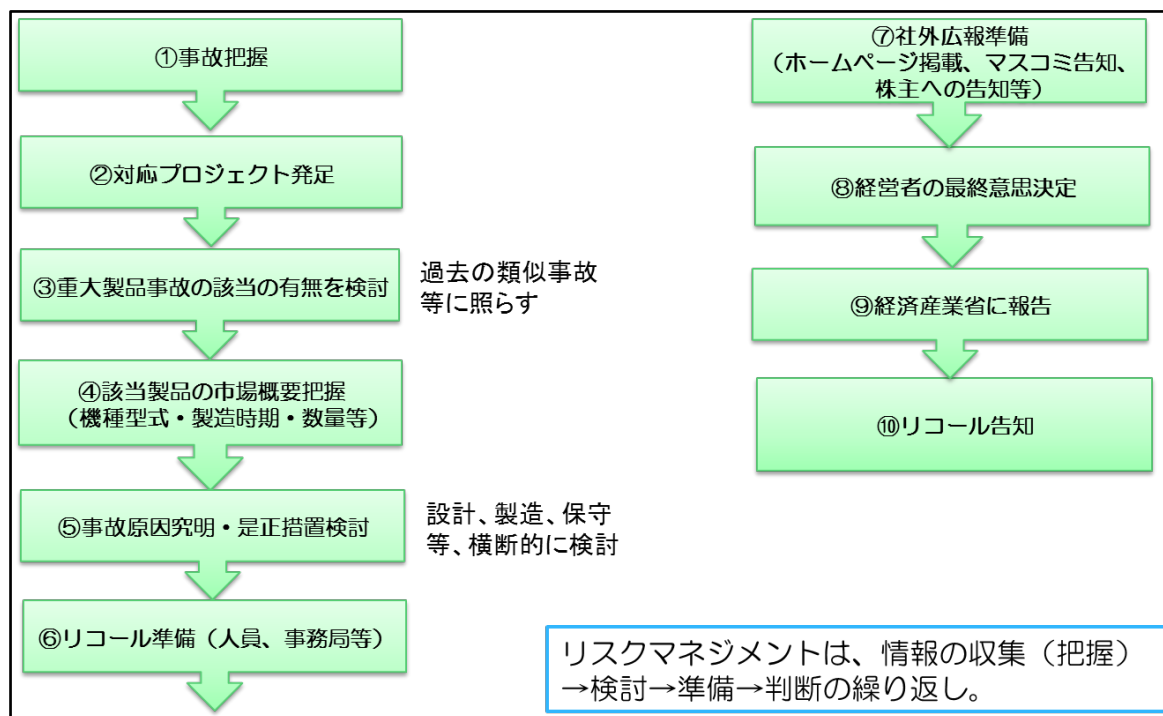 ①事故把握
②対応プロジェクト発足
③重大製品事故の該当の有無を検討
過去の類似事故
等に照らす
④該当製品の市場概要把握
（機種型式・製造時期・数量等）
⑤事故原因究明・是正措置検討
設計、製造、保守
等、横断的に検討
⑥リコール準備（人員、事務局等）
⑦社外広報準備
（ホームページ掲載、マスコミ告知、
株主への告知等）
⑧経営者の最終意思決定
⑨経済産業省に報告
⑩リコール告知
リスクマネジメントは、情報の収集（把握）
→検討→準備→判断の繰り返し。